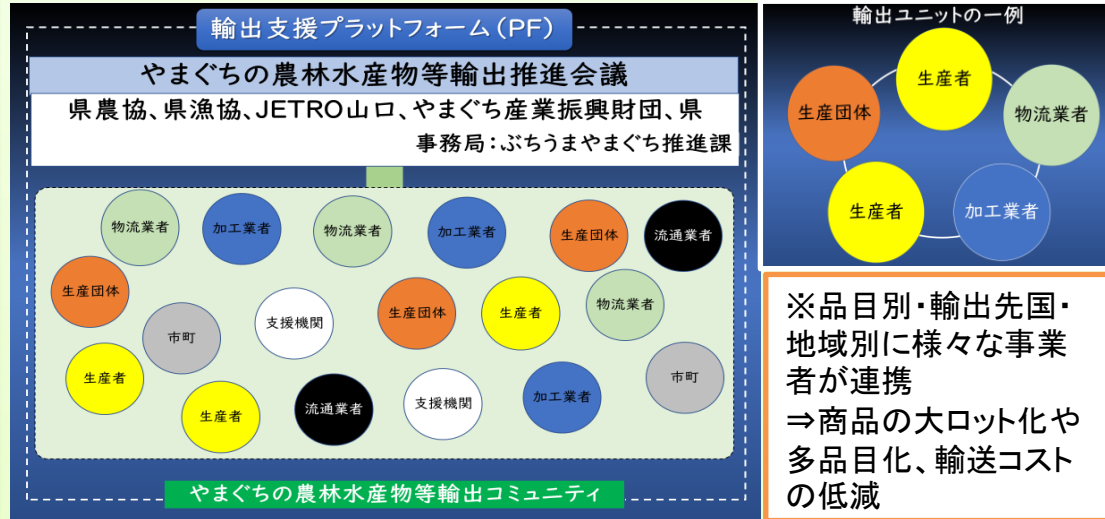 輸出支援プラットフォーム(PF)
やまぐちの農林水産物等輸出推進会議
県農協、県漁協、JETRO山口、やまぐち産業振興財団、県
事務局:ぶちうまやまぐち推進課
物流業者
加工業者
物流業者
加工業者
生産団体
流通業者
生産団体
市町
支援機関
生産団体
生産者
物流業者
生産者
生産者
流通業者
支援機関
加工業者
市町
やまぐちの農林水産物等輸出コミュニティ
輸出ユニットの一例
生産者
生産団体
物流業者
生産者
加工業者
※品目別・輸出先国・
地域別に様々な事業
者が連携
⇒商品の大ロット化や
多品目化、輸送コスト
の低減